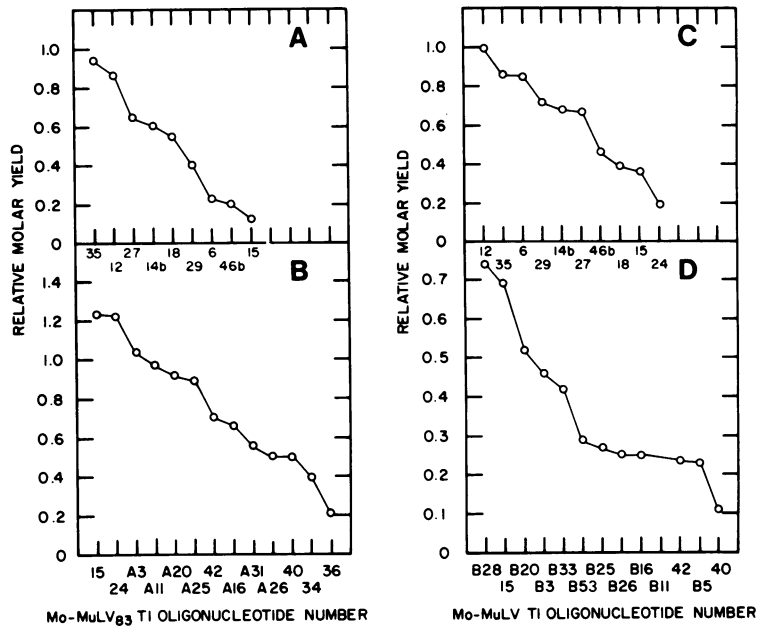 A
1.0
0.8
0.6
0.4
0.2
0
RELATIVE MOLAR YIELD
35 27 14b 18 29 6 46b 15
12
B
1.4
1.2
1.0
0.8
0.6
0.4
0.2
0
15 A3 A20 42 A31 40 36
24 A11 A25 A16 A26 34
Mo-MuLV83 T1 OLIGONUCLEOTIDE NUMBER
C
1.0
0.8
0.6
0.4
0.2
0
RELATIVE MOLAR YIELD
12 6 14b 46b 15
35 29 27 18 24
D
0.7
0.6
0.5
0.4
0.3
0.2
0.1
0
B28 B20 B33 B25 B16 42 40
15 B3 B53 B26 B11 B5
Mo-MuLV T1 OLIGONUCLEOTIDE NUMBER